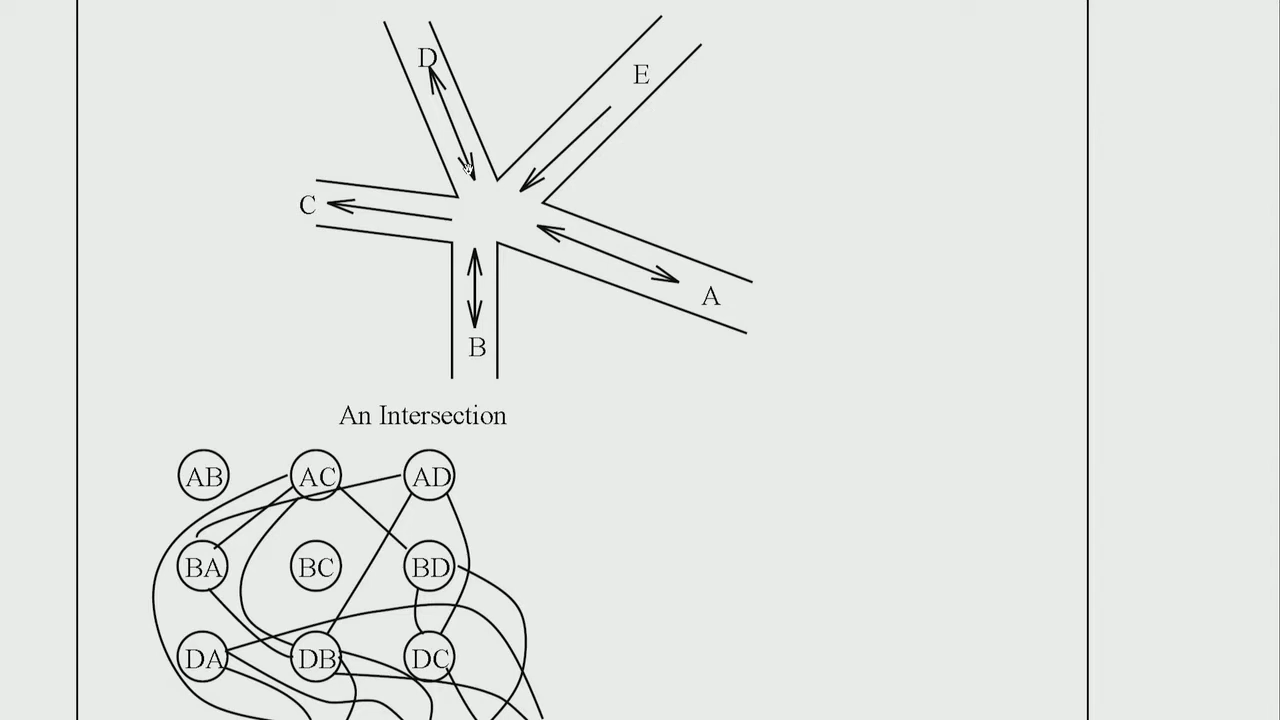 D
E
C
A
B
An Intersection
AB AC AD
BA BC BD
DA DB DC